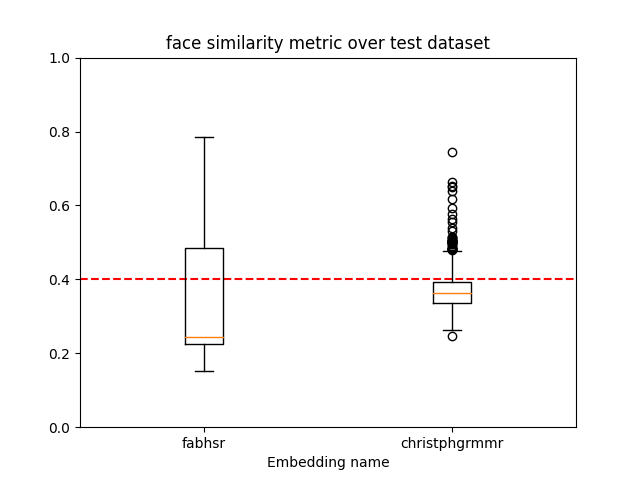 face similarity metric over test dataset
1.0
0.8
0.6
0.4
0.2
0.0
fabhsr
christphgrmmr
Embedding name